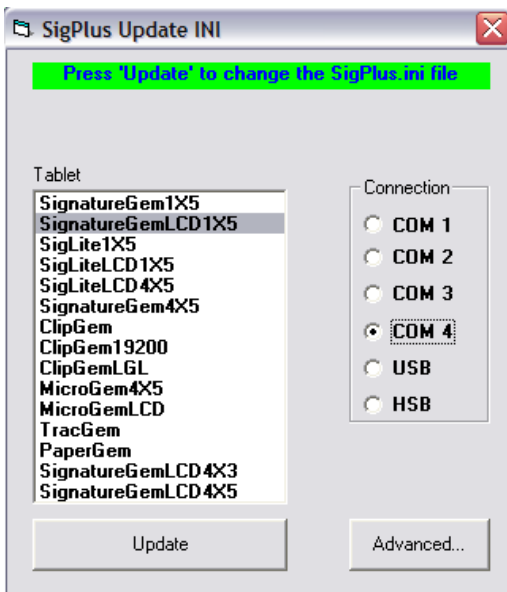 SigPlus Update INI
Press 'Update' to change the SigPlus.ini file
Tablet
SignatureGem1X5
SignatureGemLCD1X5
SigLite1X5
SigLiteLCD1X5
SigLiteLCD4X5
SignatureGem4X5
ClipGem
ClipGem19200
ClipGemLGL
MicroGem4X5
MicroGemLCD
TracGem
PaperGem
SignatureGemLCD4X3
SignatureGemLCD4X5
Connection
COM 1
COM 2
COM 3
COM 4
USB
HSB
Update
Advanced...